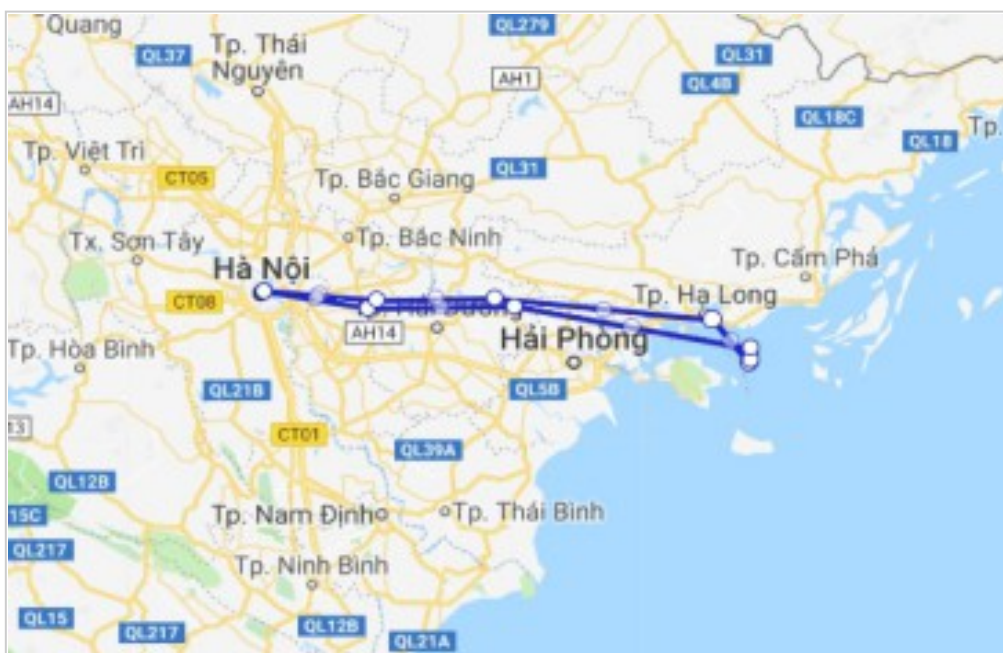 Quang
QL279
QL37
Tp. Thái
Nguyên
QL31
AH1
QL4B
AH14
QL18C
Tp.
QL18
Tp. Việt Trì
QL31
CT05
Tp. Bắc Giang
Tp. Bắc Ninh
Tx. Sơn Tây
Tp. Cẩm Phả
Hà Nội
CT08
Tp. Hạ Long
AH14
Hải Phòng
Tp. Hòa Bình
QL21B
QL5B
13
CT01
QL39A
QL12B
15C
Tp. Nam Định
Tp. Thái Bình
QL217
Tp. Ninh Bình
QL15
QL217
QL12B
QL21A